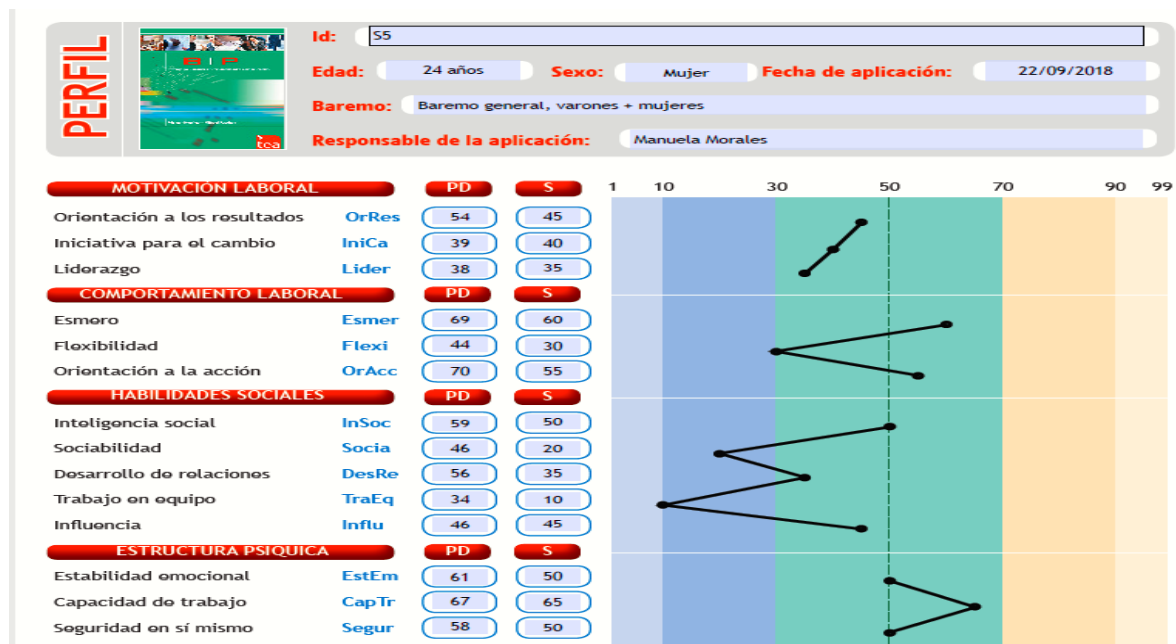 PERFIL
BIP
tea
Id: S5
Edad: 24 años Sexo: Mujer Fecha de aplicación: 22/09/2018
Baremo: Baremo general, varones + mujeres
Responsable de la aplicación: Manuela Morales
MOTIVACIÓN LABORAL PD S 1 10 30 50 70 90 99
Orientación a los resultados OrRes 54 45
Iniciativa para el cambio IniCa 39 40
Liderazgo Lider 38 35
COMPORTAMIENTO LABORAL PD S
Esmero Esmer 69 60
Flexibilidad Flexi 44 30
Orientación a la acción OrAcc 70 55
HABILIDADES SOCIALES PD S
Inteligencia social InSoc 59 50
Sociabilidad Socia 46 20
Desarrollo de relaciones DesRe 56 35
Trabajo en equipo TraEq 34 10
Influencia Influ 46 45
ESTRUCTURA PSIQUICA PD S
Estabilidad emocional EstEm 61 50
Capacidad de trabajo CapTr 67 65
Seguridad en sí mismo Segur 58 50